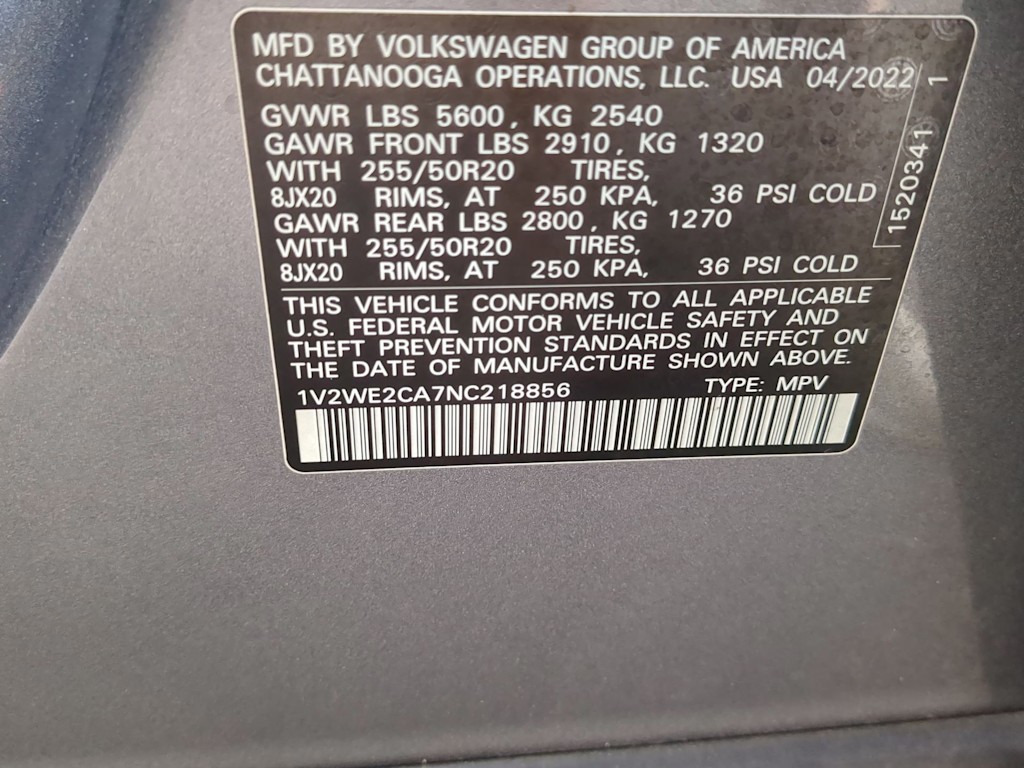 MFD BY VOLKSWAGEN GROUP OF AMERICA
CHATTANOOGA OPERATIONS, LLC. USA 04/2022
GVWR LBS 5600, KG 2540
GAWR FRONT LBS 2910, KG 1320
WITH 255/50R20 TIRES,
8JX20 RIMS, AT 250 KPA, 36 PSI COLD
GAWR REAR LBS 2800, KG 1270
WITH 255/50R20 TIRES,
8JX20 RIMS, AT 250 KPA, 36 PSI COLD
1520341 1
THIS VEHICLE CONFORMS TO ALL APPLICABLE
U.S. FEDERAL MOTOR VEHICLE SAFETY AND
THEFT PREVENTION STANDARDS IN EFFECT ON
THE DATE OF MANUFACTURE SHOWN ABOVE.
1V2WE2CA7NC218856 TYPE: MPV